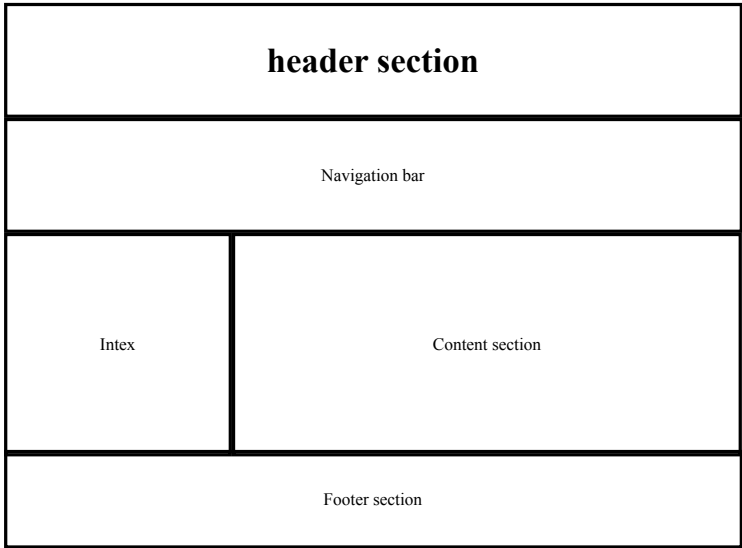 header section
Navigation bar
Intex
Content section
Footer section